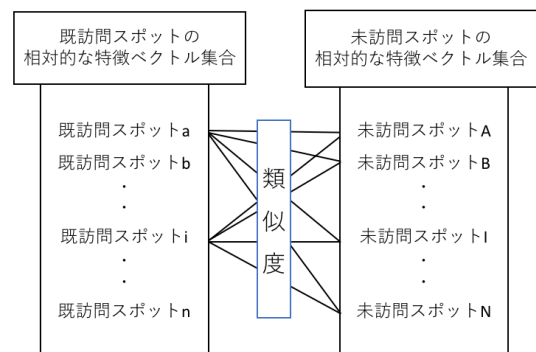 既訪問スポットの
相対的な特徴ベクトル集合
既訪問スポットa
既訪問スポットb
・
・
既訪問スポットi
・
・
既訪問スポットn
類
似
度
未訪問スポットの
相対的な特徴ベクトル集合
未訪問スポットA
未訪問スポットB
・
・
未訪問スポットI
・
・
未訪問スポットN